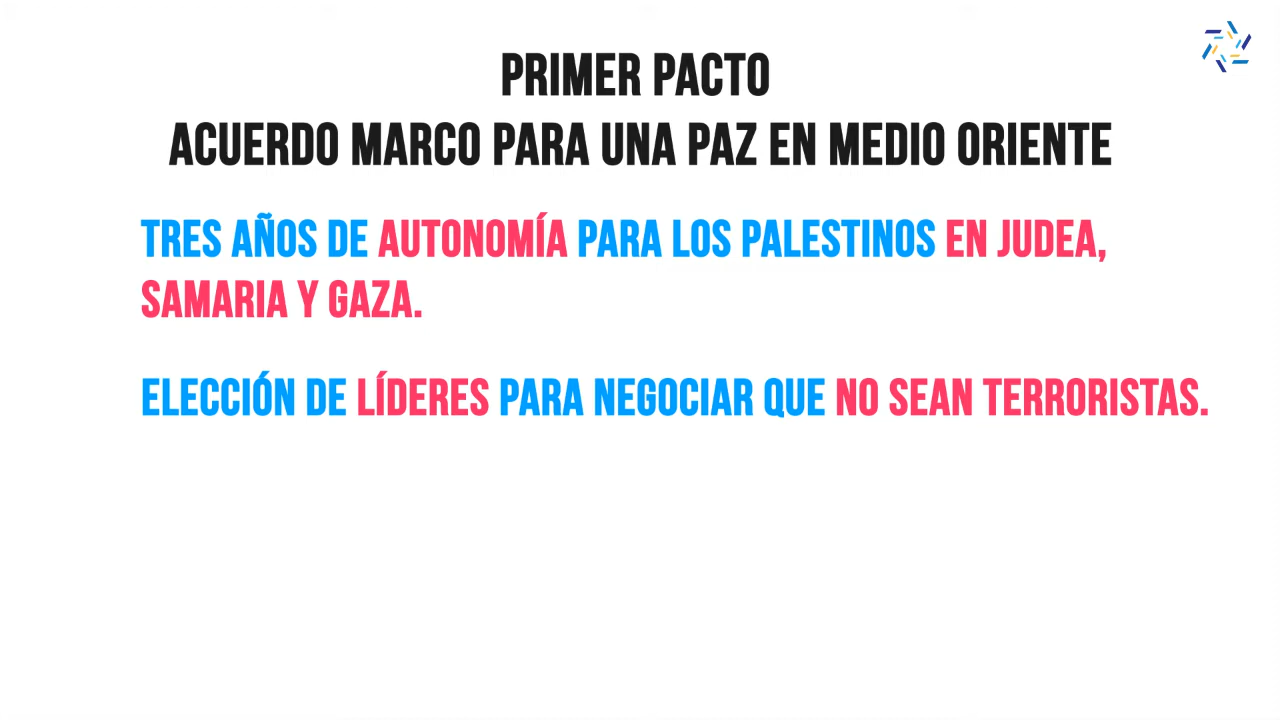 PRIMER PACTO
ACUERDO MARCO PARA UNA PAZ EN MEDIO ORIENTE
TRES AÑOS DE AUTONOMÍA PARA LOS PALESTINOS EN JUDEA,
SAMARIA Y GAZA.
ELECCIÓN DE LÍDERES PARA NEGOCIAR QUE NO SEAN TERRORISTAS.